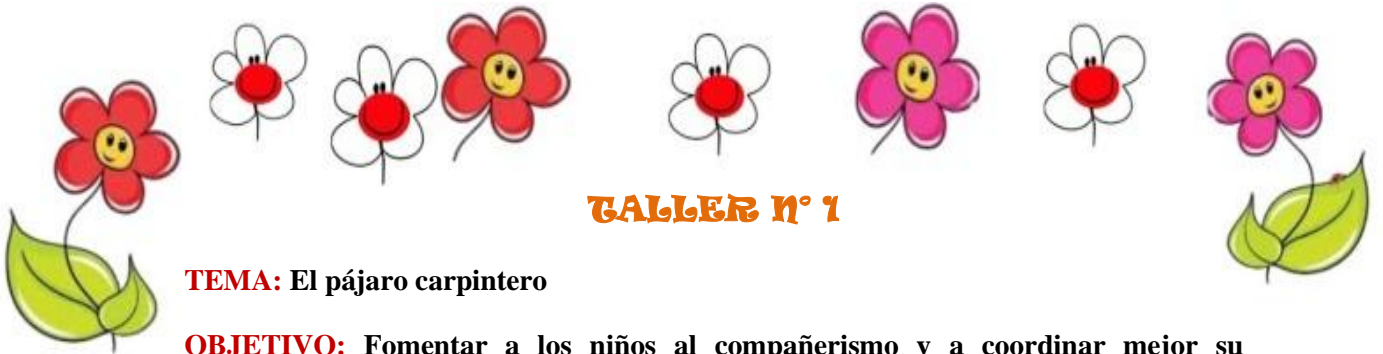 TALLER N° 1
TEMA: El pájaro carpintero
OBJETIVO: Fomentar a los niños al compañerismo y a coordinar mejor su